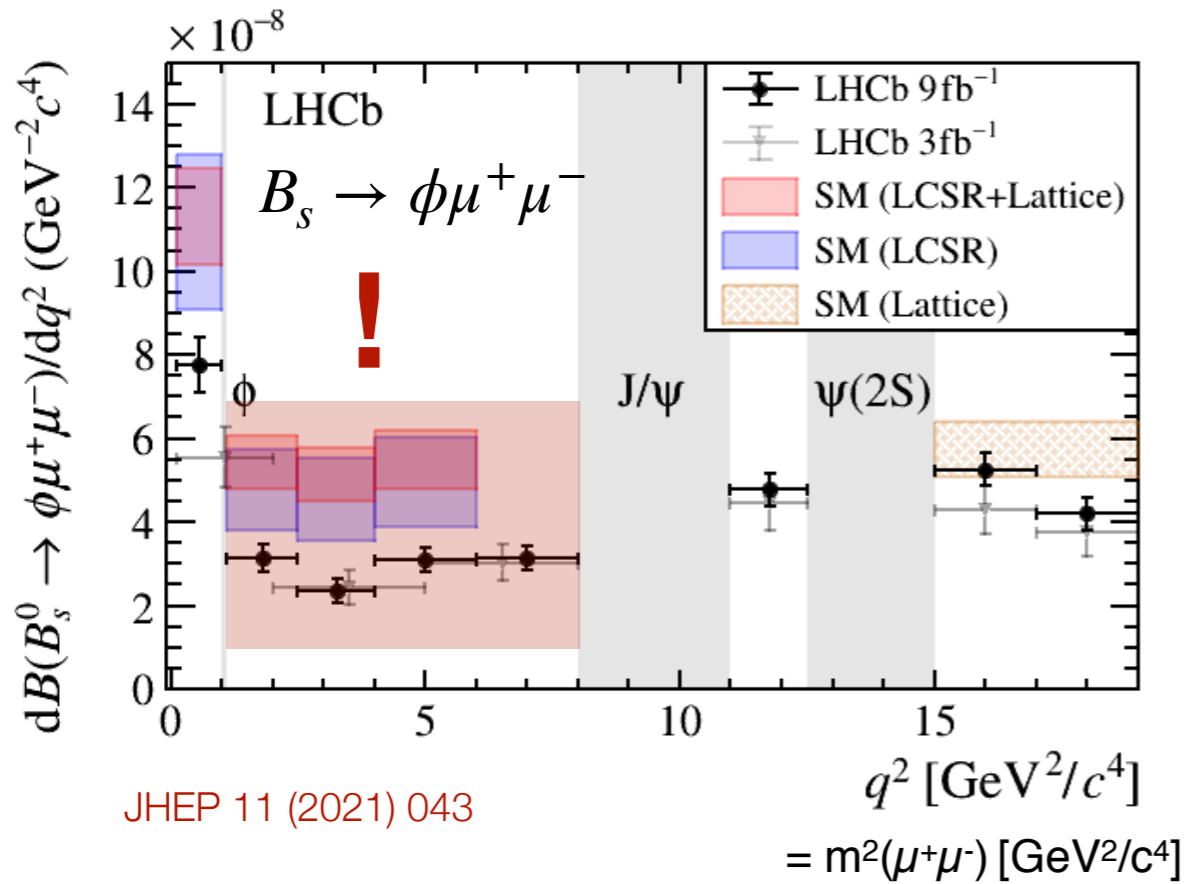 × 10⁻⁸
dB(B_s⁰ → ϕμ⁺μ⁻)/dq² (GeV⁻²c⁴)
14
12
10
8
6
4
2
0
LHCb
B_s → ϕμ⁺μ⁻
!
ϕ
J/ψ
ψ(2S)
LHCb 9fb⁻¹
LHCb 3fb⁻¹
SM (LCSR+Lattice)
SM (LCSR)
SM (Lattice)
0 5 10 15
q² [GeV²/c⁴]
JHEP 11 (2021) 043
= m²(μ⁺μ⁻) [GeV²/c⁴]